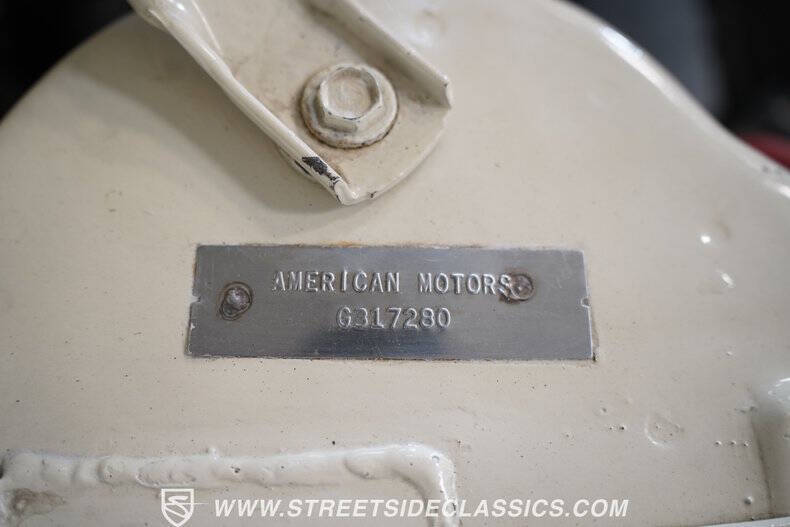 AMERICAN MOTORS
G317280
WWW.STREETSIDECLASSICS.COM